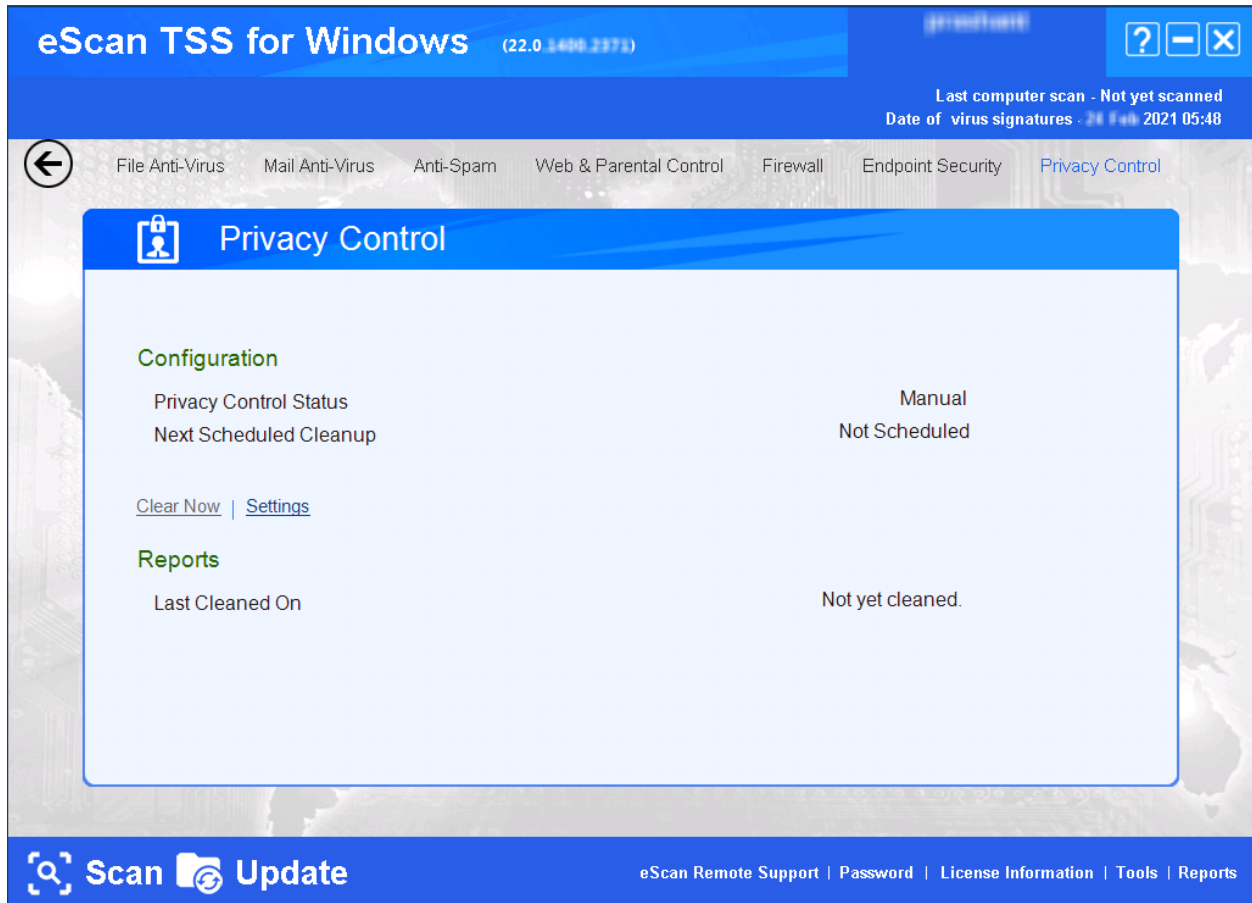 eScan TSS for Windows (22.0
Last computer scan - Not yet scanned
Date of virus signatures - 2021 05:48
File Anti-Virus Mail Anti-Virus Anti-Spam Web & Parental Control Firewall Endpoint Security Privacy Control
Privacy Control
Configuration
Privacy Control Status Manual
Next Scheduled Cleanup Not Scheduled
Clear Now | Settings
Reports
Last Cleaned On Not yet cleaned.
Scan Update eScan Remote Support | Password | License Information | Tools | Reports